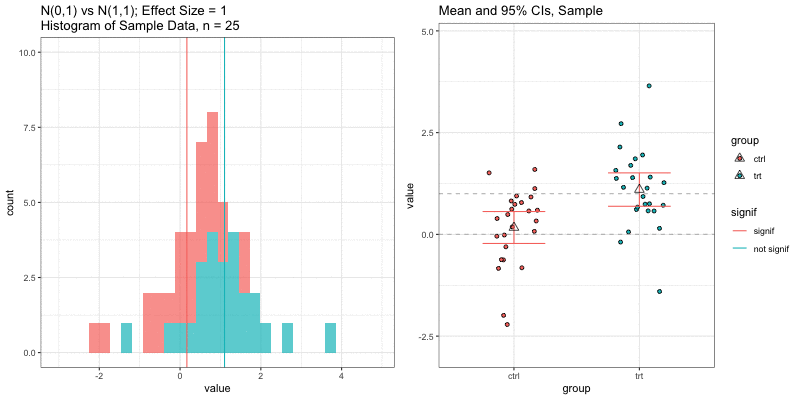 N(0,1) vs N(1,1); Effect Size = 1
Histogram of Sample Data, n = 25
10.0
7.5
5.0
2.5
0.0
count
-2
0
2
4
value
Mean and 95% CIs, Sample
5.0
2.5
0.0
-2.5
value
ctrl
trt
group
group
ctrl
trt
signif
signif
not signif